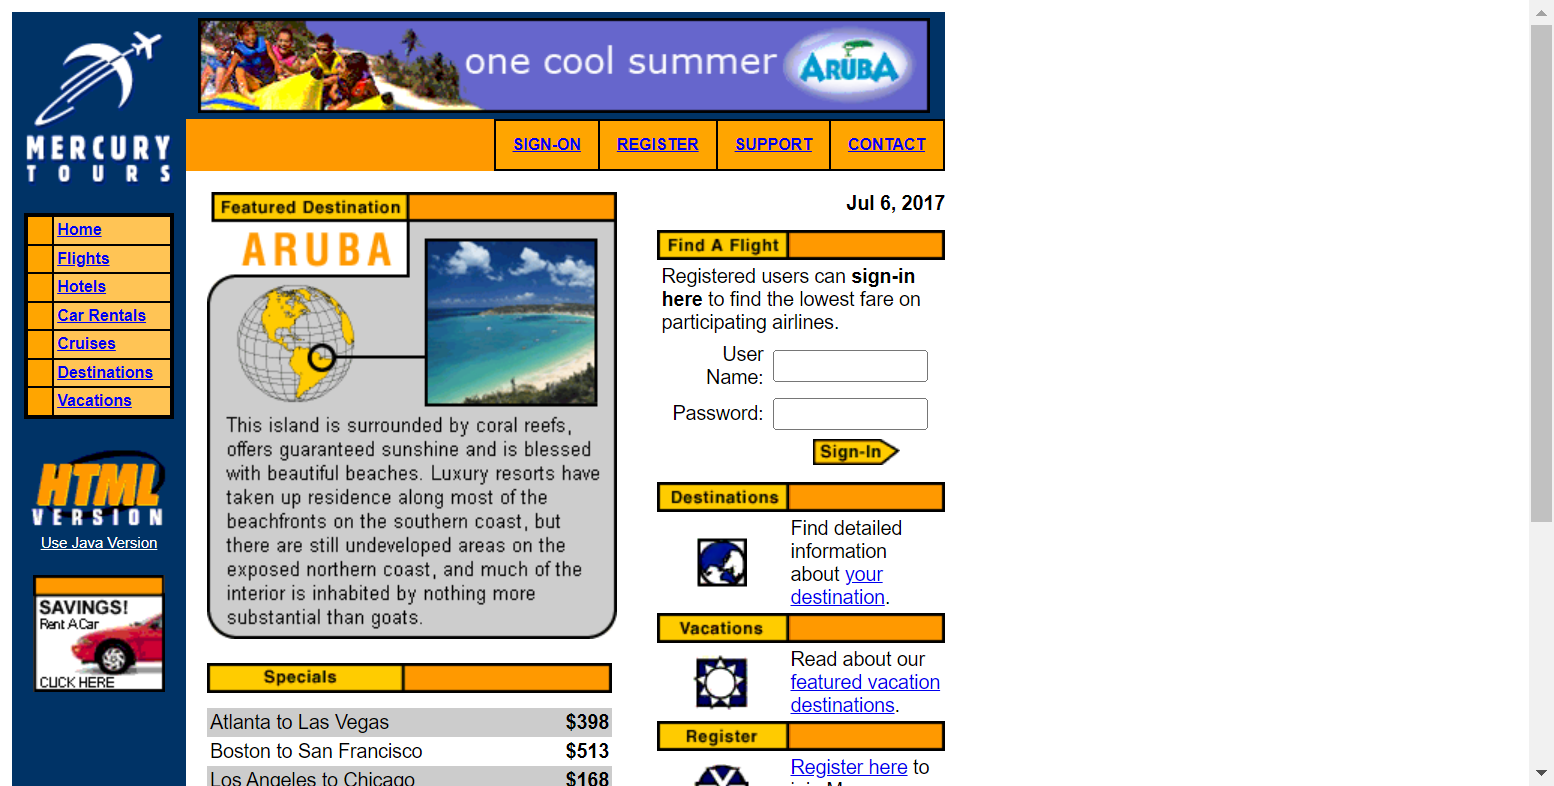 one cool summer
ARUBA
MERCURY
TOURS
SIGN-ON
REGISTER
SUPPORT
CONTACT
Home
Flights
Hotels
Car Rentals
Cruises
Destinations
Vacations
HTML
VERSION
Use Java Version
SAVINGS!
Rent A Car
CLICK HERE
Featured Destination
ARUBA
This island is surrounded by coral reefs,
offers guaranteed sunshine and is blessed
with beautiful beaches. Luxury resorts have
taken up residence along most of the
beachfronts on the southern coast, but
there are still undeveloped areas on the
exposed northern coast, and much of the
interior is inhabited by nothing more
substantial than goats.
Specials
Atlanta to Las Vegas $398
Boston to San Francisco $513
Los Angeles to Chicago $168
Jul 6, 2017
Find A Flight
Registered users can sign-in
here to find the lowest fare on
participating airlines.
User
Name:
Password:
Sign-In
Destinations
Find detailed
information
about your
destination.
Vacations
Read about our
featured vacation
destinations.
Register
Register here to